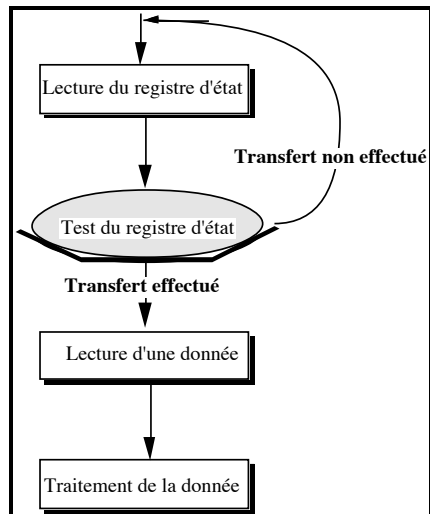 Lecture du registre d'état
Transfert non effectué
Test du registre d'état
Transfert effectué
Lecture d'une donnée
Traitement de la donnée